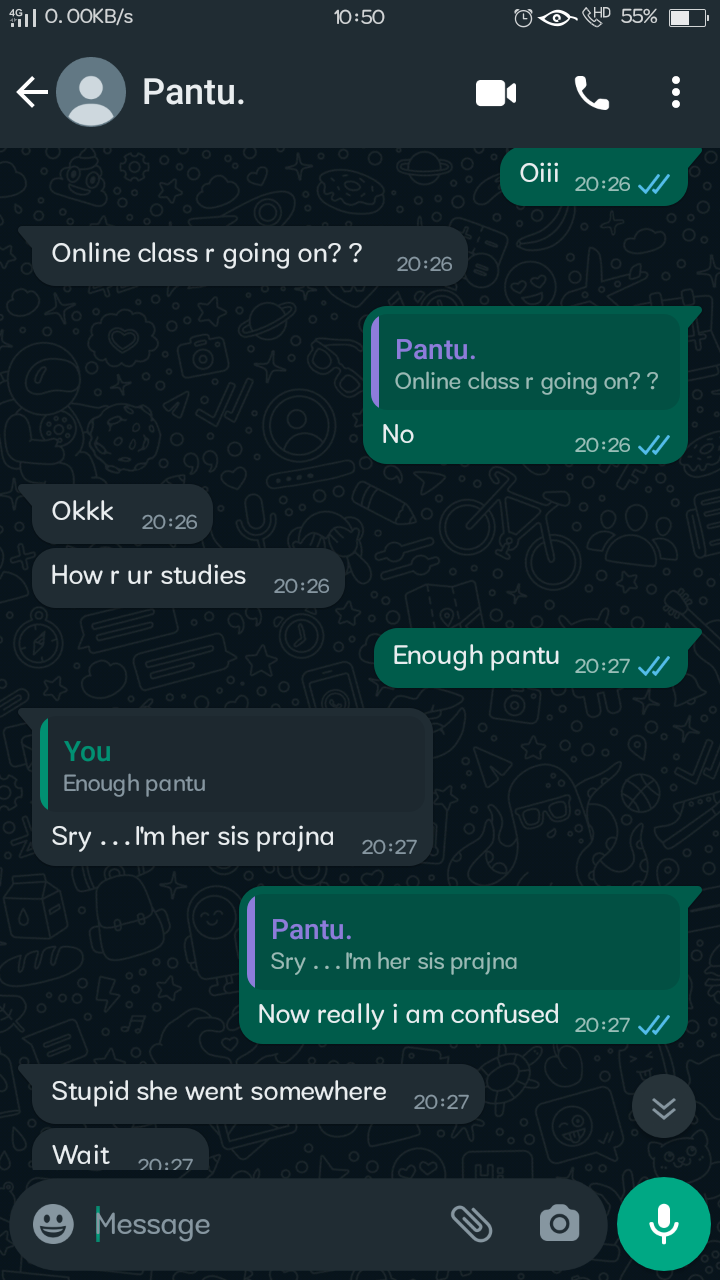 4G 0.00KB/s 10:50 HD 55%
Pantu.
Oiii 20:26
Online class r going on? ? 20:26
Pantu.
Online class r going on? ?
No 20:26
Okkk 20:26
How r ur studies 20:26
Enough pantu 20:27
You
Enough pantu
Sry ...I'm her sis prajna 20:27
Pantu.
Sry ...I'm her sis prajna
Now really i am confused 20:27
Stupid she went somewhere 20:27
Wait 20:27
Message